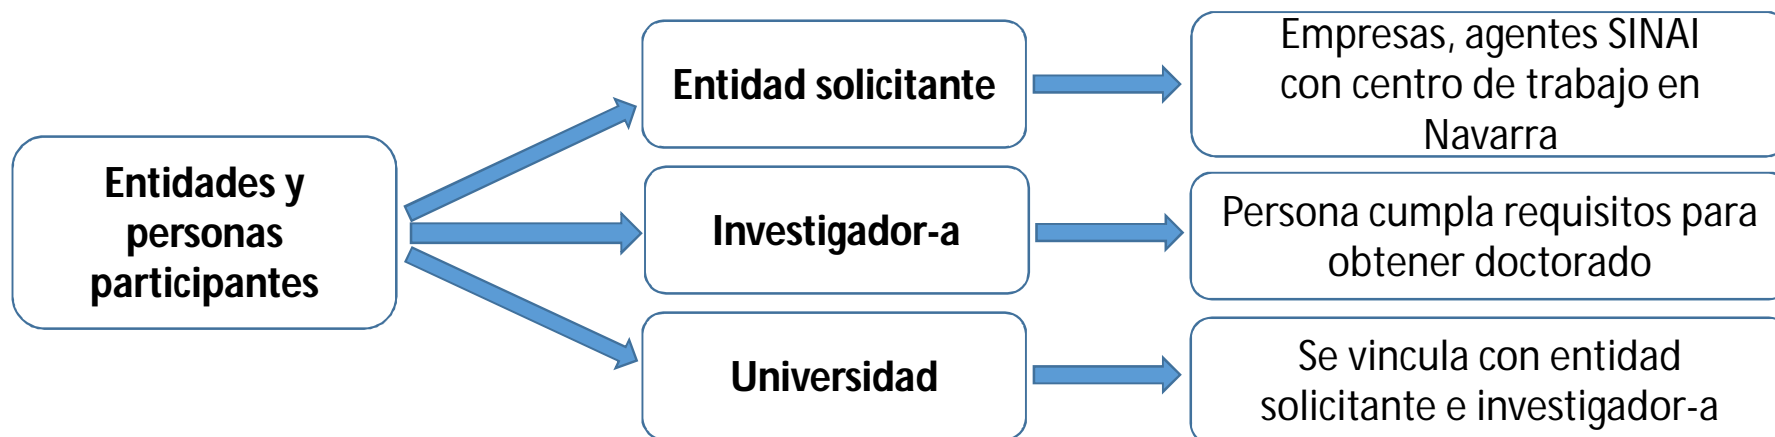 Entidades y
personas
participantes
Entidad solicitante
Empresas, agentes SINAI
con centro de trabajo en
Navarra
Investigador-a
Persona cumpla requisitos para
obtener doctorado
Universidad
Se vincula con entidad
solicitante e investigador-a